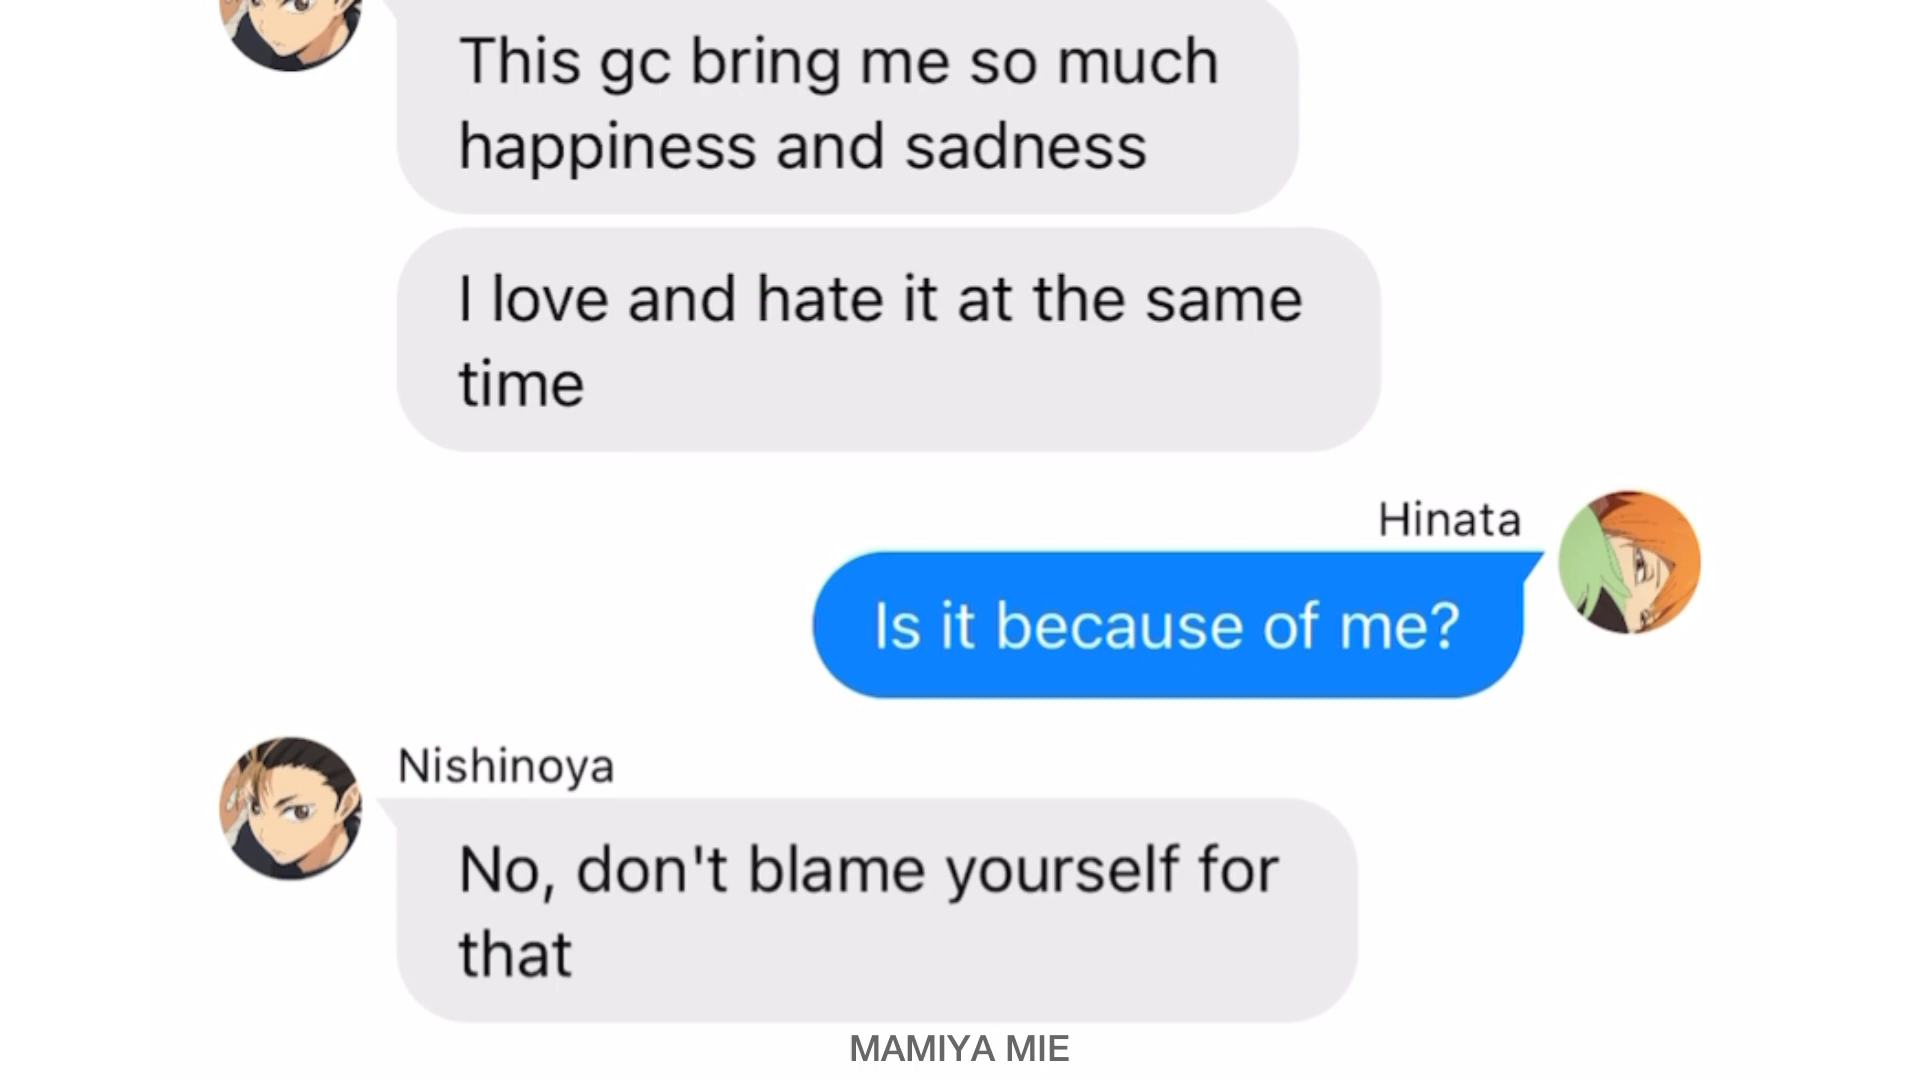 This gc bring me so much
happiness and sadness
I love and hate it at the same
time
Hinata
Is it because of me?
Nishinoya
No, don't blame yourself for
that
MAMIYA MIE